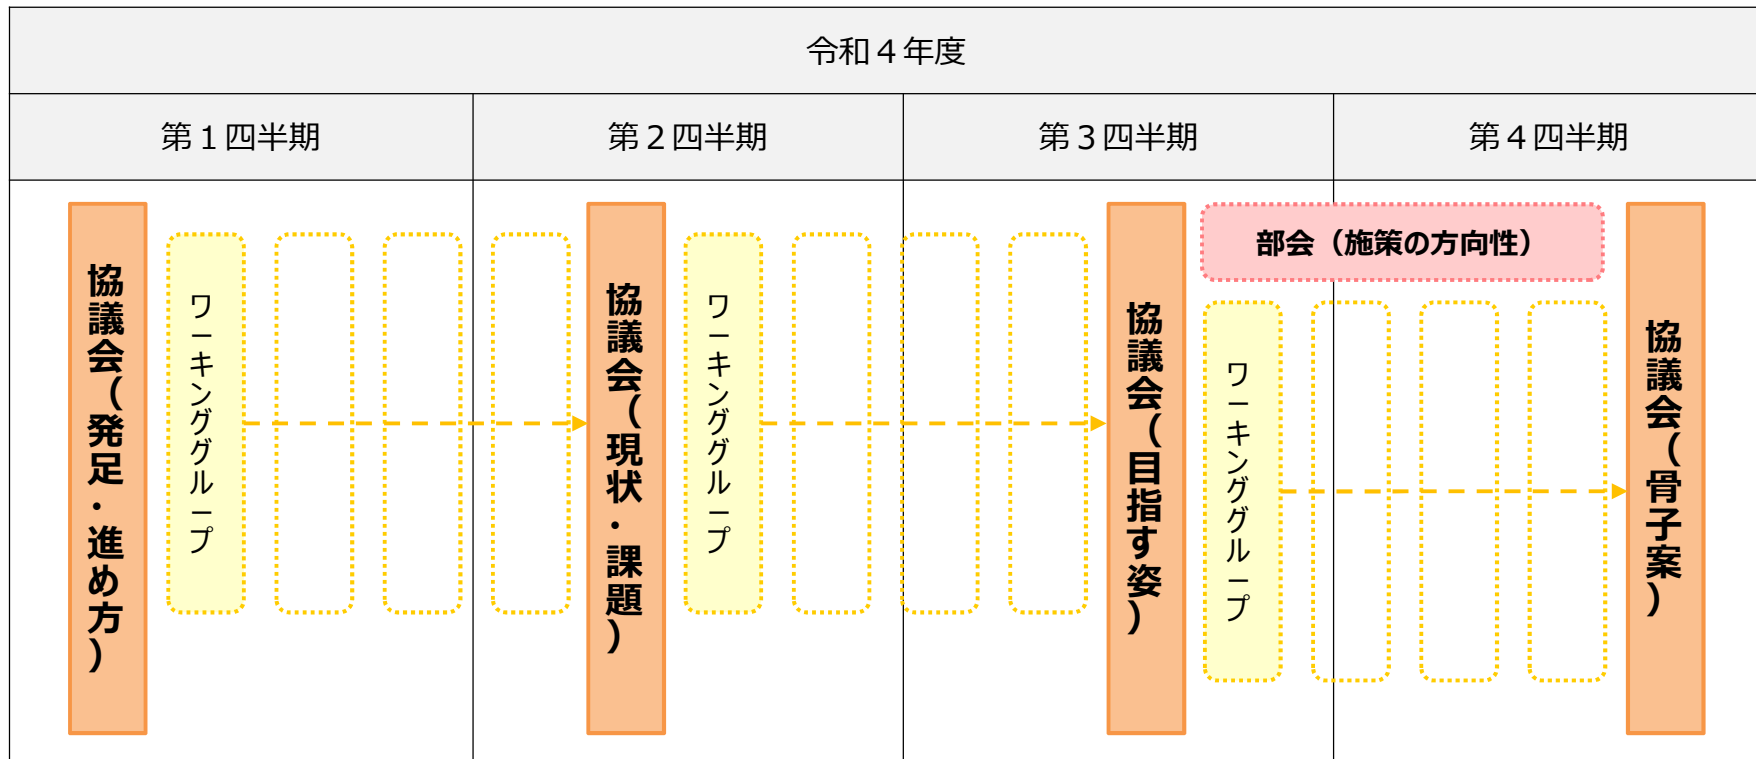 令和４年度
第１四半期
第２四半期
第３四半期
第４四半期
協議会（発足・進め方）
ワーキンググループ
協議会（現状・課題）
ワーキンググループ
協議会（目指す姿）
部会（施策の方向性）
ワーキンググループ
協議会（骨子案）